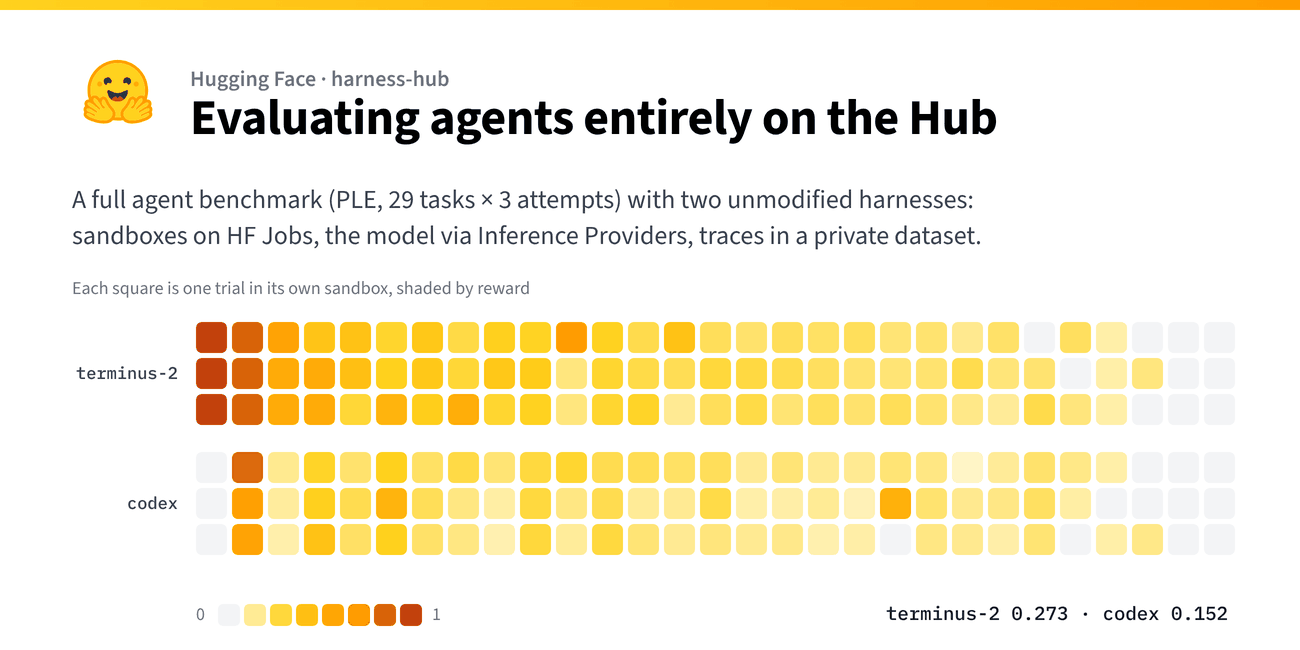 Hugging Face · harness-hub
Evaluating agents entirely on the Hub
A full agent benchmark (PLE, 29 tasks × 3 attempts) with two unmodified harnesses:
sandboxes on HF Jobs, the model via Inference Providers, traces in a private dataset.
Each square is one trial in its own sandbox, shaded by reward
terminus-2
codex
0 1
terminus-2 0.273 · codex 0.152